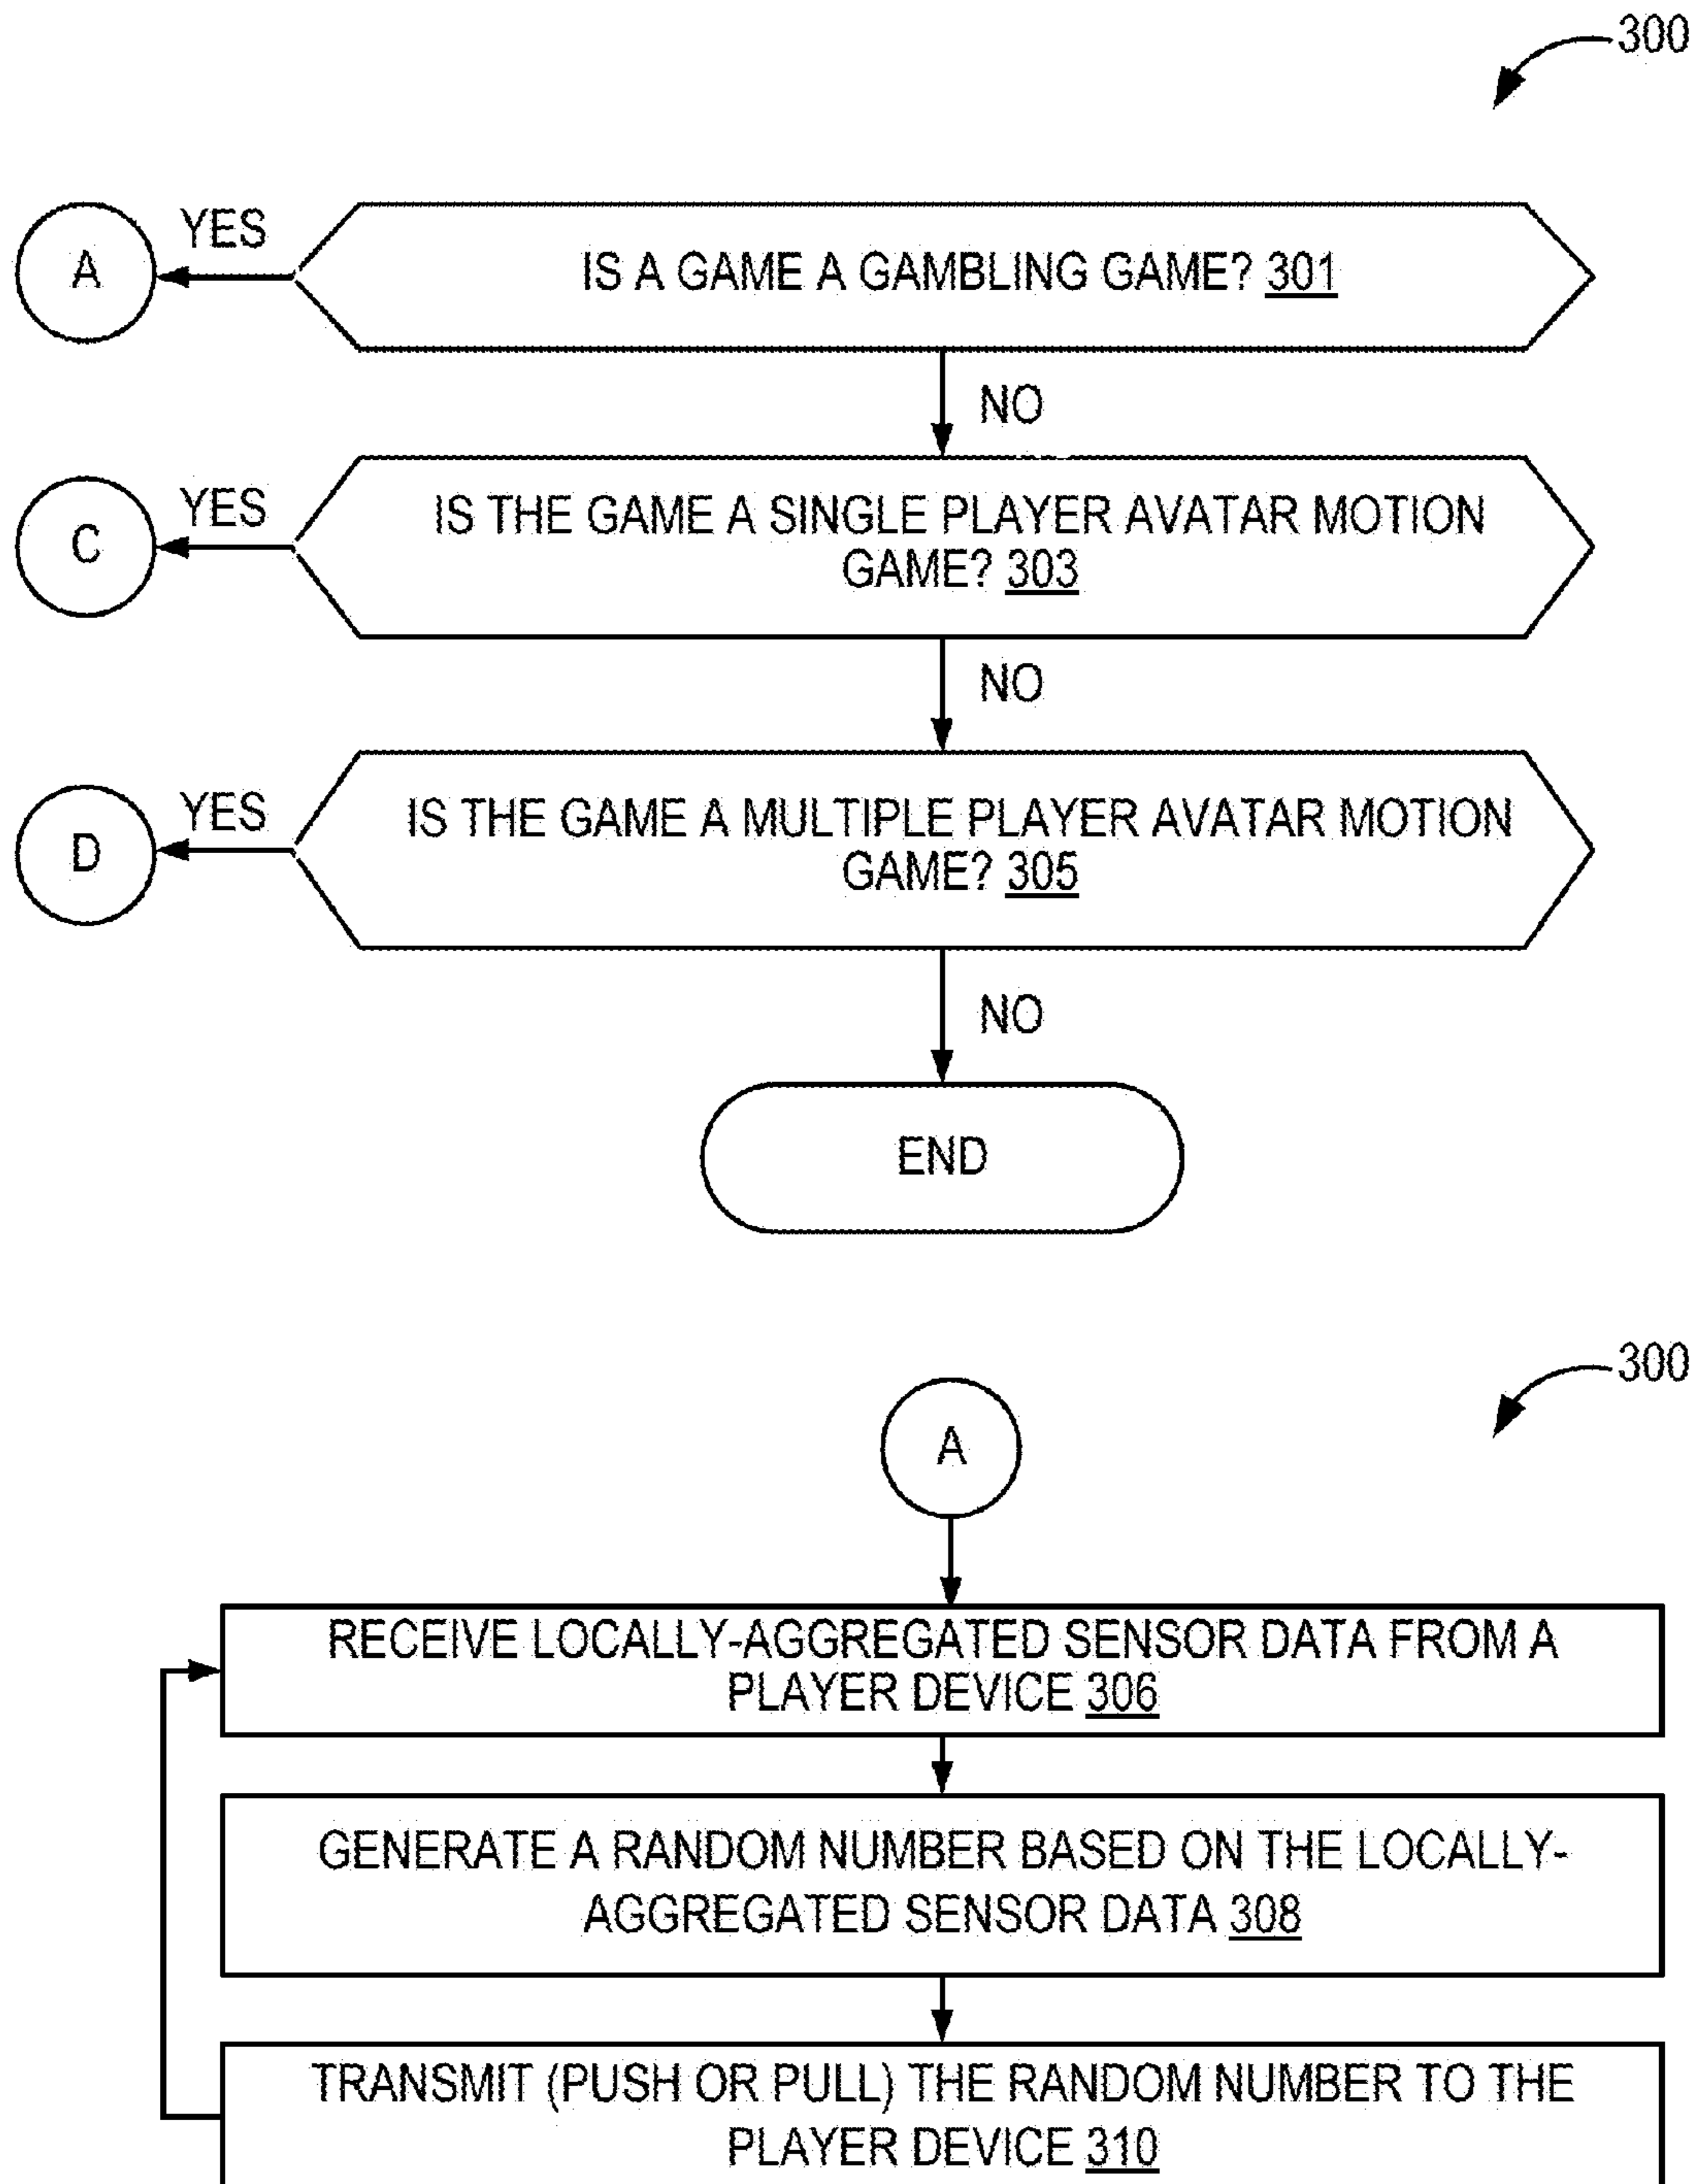 300
A
YES
IS A GAME A GAMBLING GAME? 301
NO
C
YES
IS THE GAME A SINGLE PLAYER AVATAR MOTION
GAME? 303
NO
D
YES
IS THE GAME A MULTIPLE PLAYER AVATAR MOTION
GAME? 305
NO
END
300
A
RECEIVE LOCALLY-AGGREGATED SENSOR DATA FROM A
PLAYER DEVICE 306
GENERATE A RANDOM NUMBER BASED ON THE LOCALLY-
AGGREGATED SENSOR DATA 308
TRANSMIT (PUSH OR PULL) THE RANDOM NUMBER TO THE
PLAYER DEVICE 310